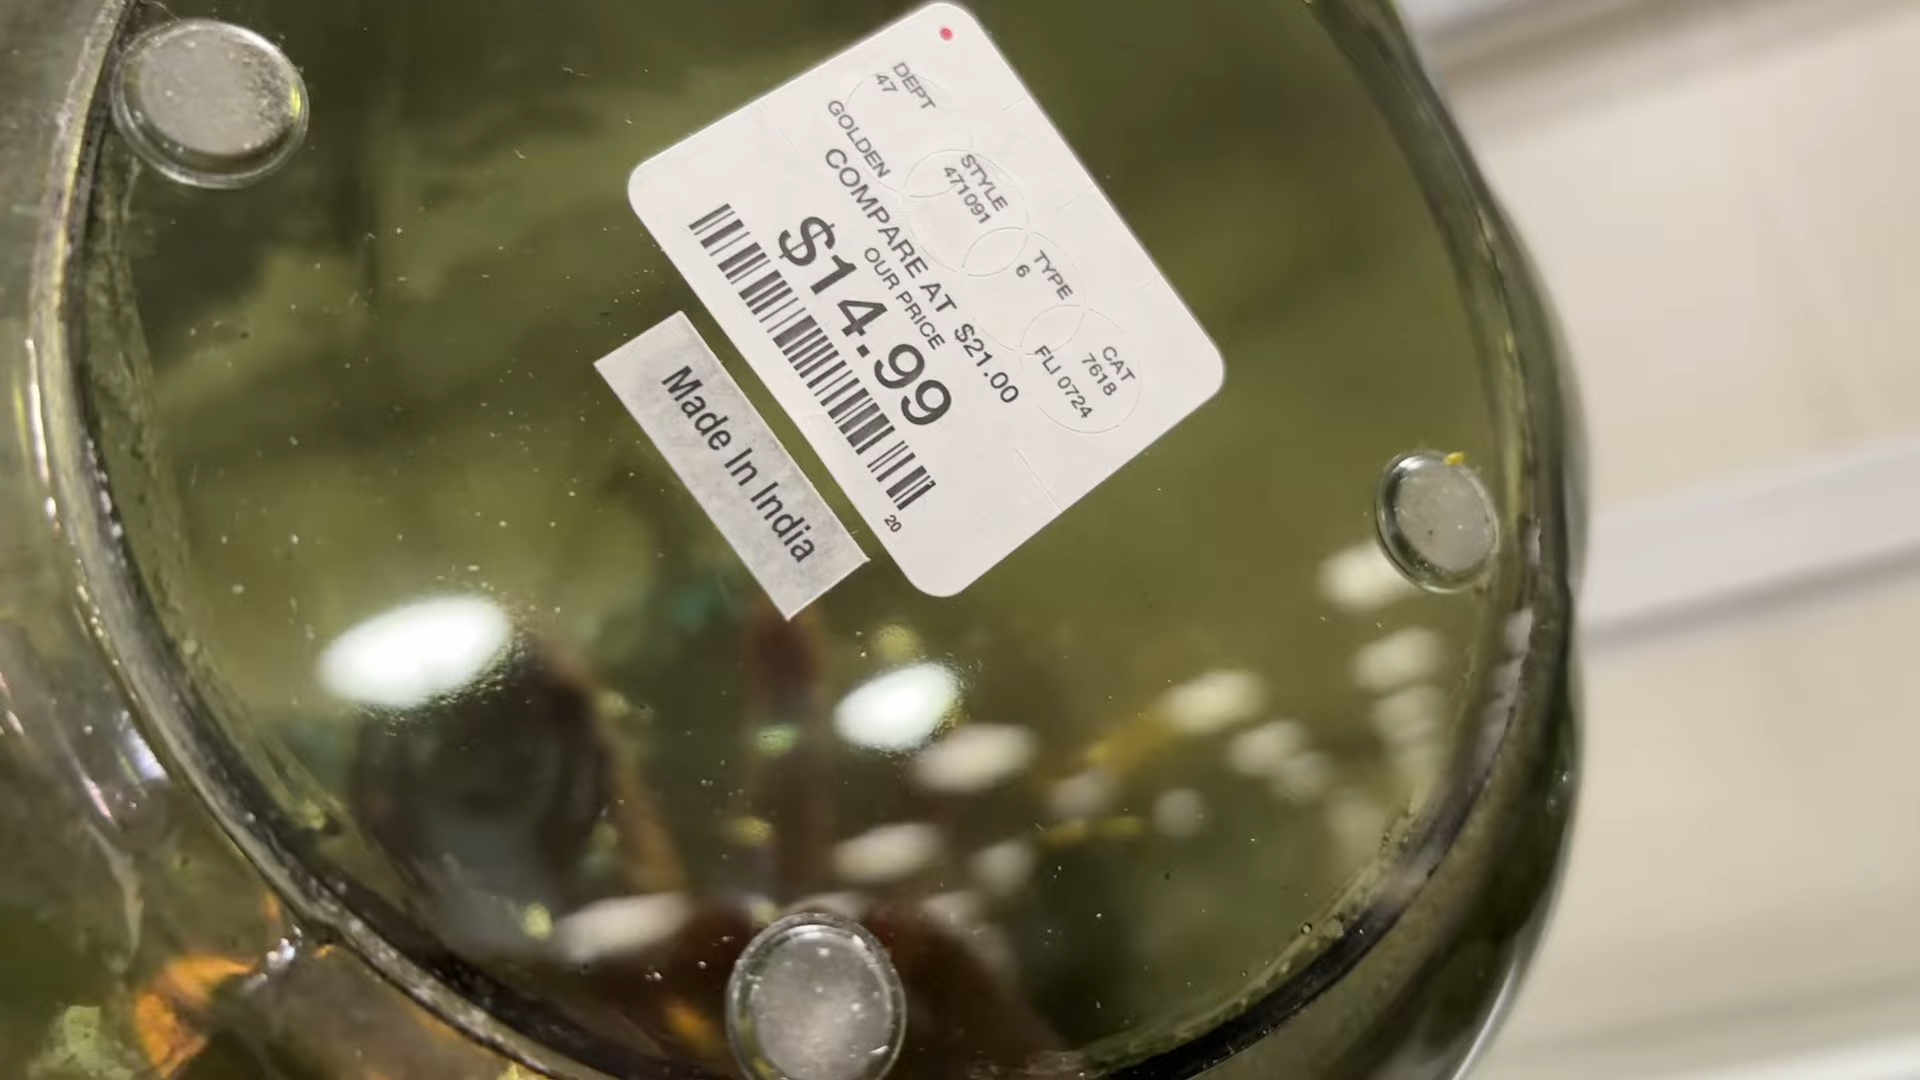 DEPT STYLE TYPE CAT
47 471091 6 7618
GOLDEN FLI 0724
COMPARE AT $21.00
OUR PRICE
$14.99
20
Made In India